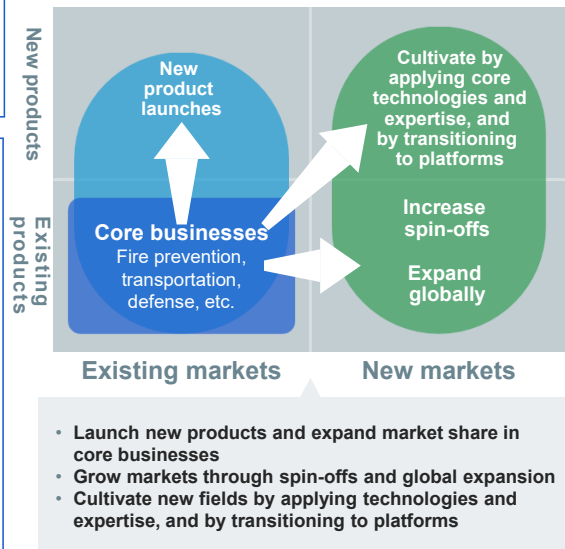 New products
Existing
products
New
product
launches
Cultivate by
applying core
technologies and
expertise, and
by transitioning
to platforms
Core businesses
Fire prevention,
transportation,
defense, etc.
Increase
spin-offs
Expand
globally
Existing markets
New markets
• Launch new products and expand market share in
core businesses
• Grow markets through spin-offs and global expansion
• Cultivate new fields by applying technologies and
expertise, and by transitioning to platforms